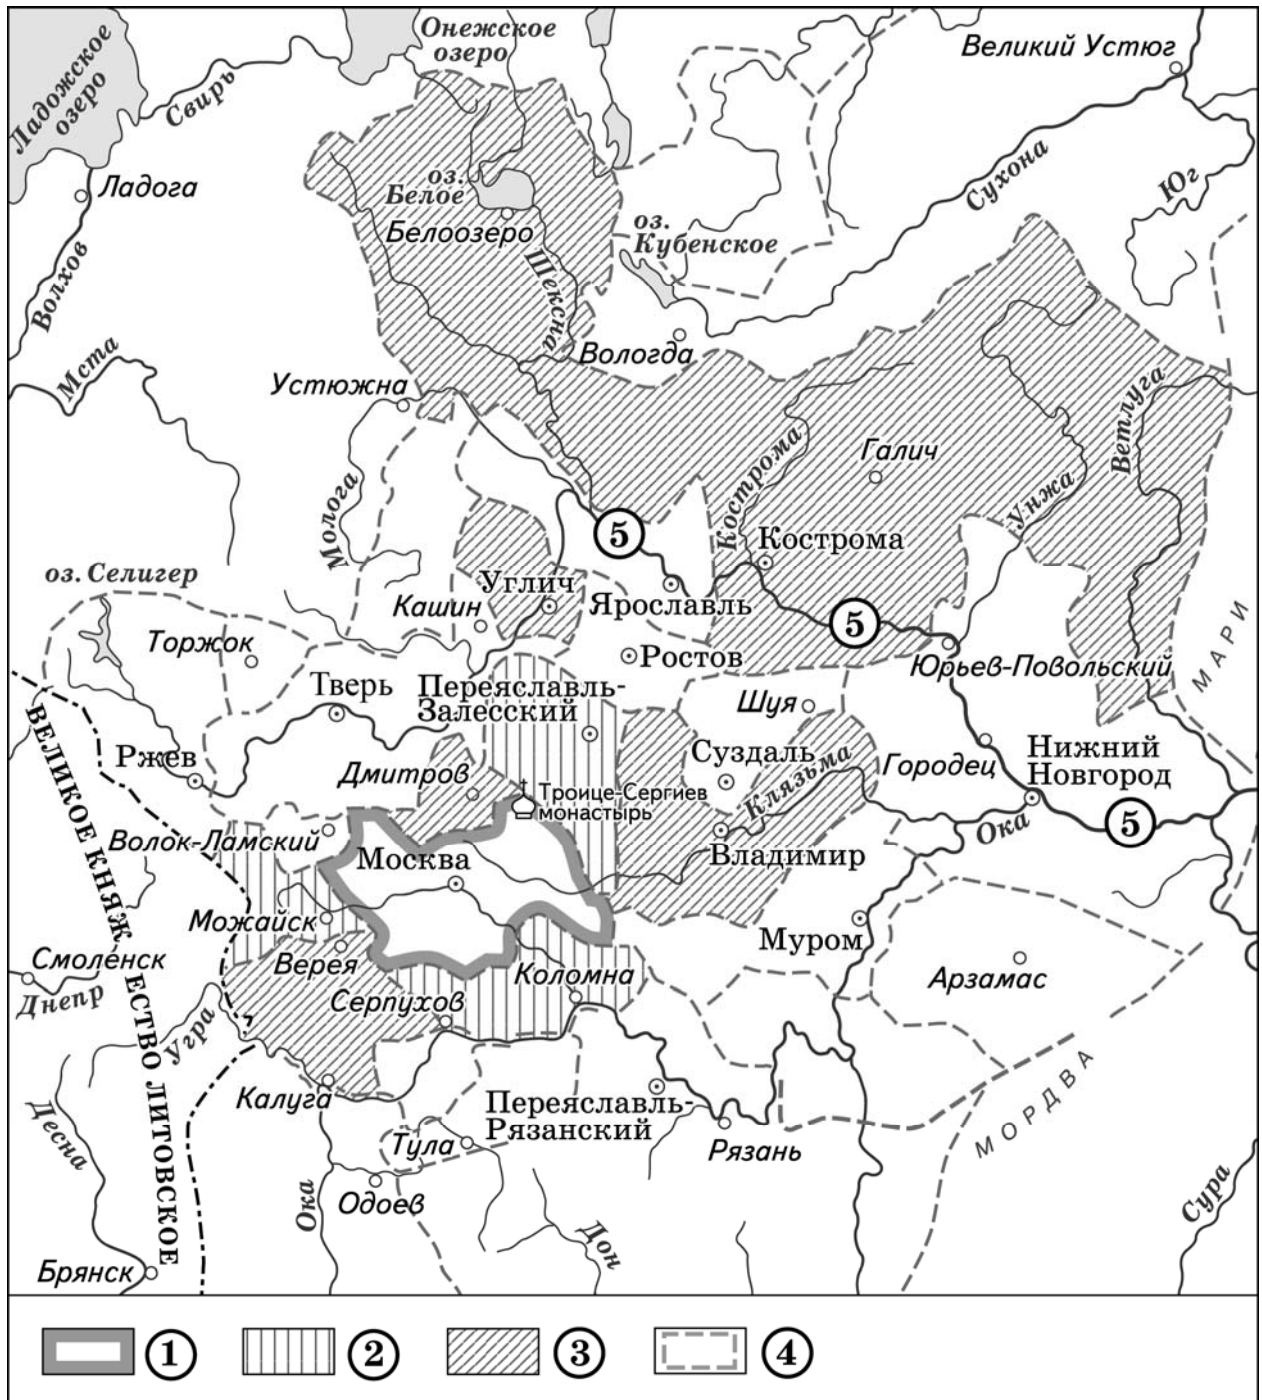 Онежское
озеро
Великий Устюг
Ладожское
озеро
Свирь
Ладога
оз.
Белое
Белоозеро
Сухона
Юг
оз.
Кубенское
Волхов
Шексна
Вологда
Мста
Устюжна
Ветлуга
Галич
Кострома
Унжа
Молога
5
Кострома
оз. Селигер
Углич
Кашин
Ярославль
5
МАРИ
Торжок
Ростов
Юрьев-Повольский
Тверь
Переяславль-
Залесский
Шуя
ВЕЛИКОЕ КНЯЖ
ЕСТВО ЛИТОВСКОЕ
Ржев
Дмитров
Суздаль
Клязьма
Городец
Нижний
Новгород
Троице-Сергиев
монастырь
5
Волок-Ламский
Москва
Владимир
Ока
Можайск
Муром
Смоленск
Верея
Коломна
Арзамас
Днепр
Серпухов
Угра
Калуга
Переяславль-
Рязанский
МОРДВА
Десна
Тула
Рязань
Одоев
Ока
Дон
Сура
Брянск
1
2
3
4